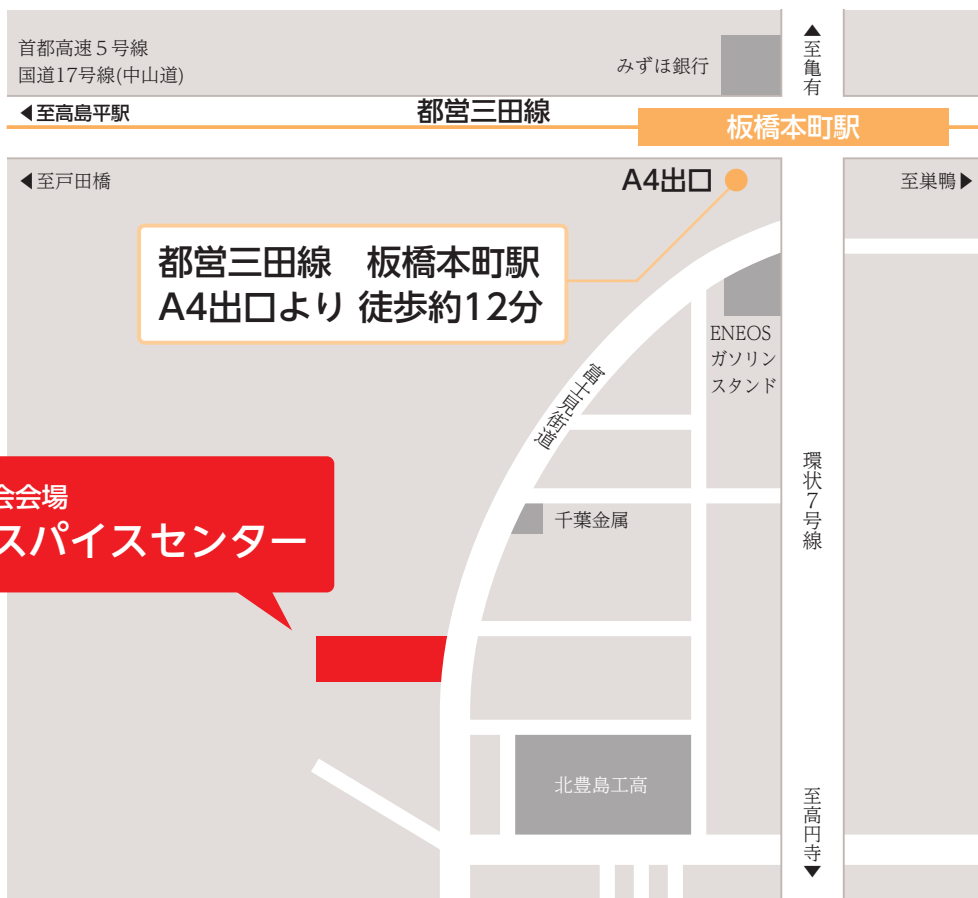 首都高速５号線
国道17号線(中山道)
みずほ銀行
▲至亀有
◀至高島平駅
都営三田線
板橋本町駅
◀至戸田橋
A4出口
至巣鴨▶
都営三田線　板橋本町駅
A4出口より 徒歩約12分
ENEOS
ガソリン
スタンド
富士見街道
環状７号線
会会場
スパイスセンター
千葉金属
北豊島工高
至高円寺▼